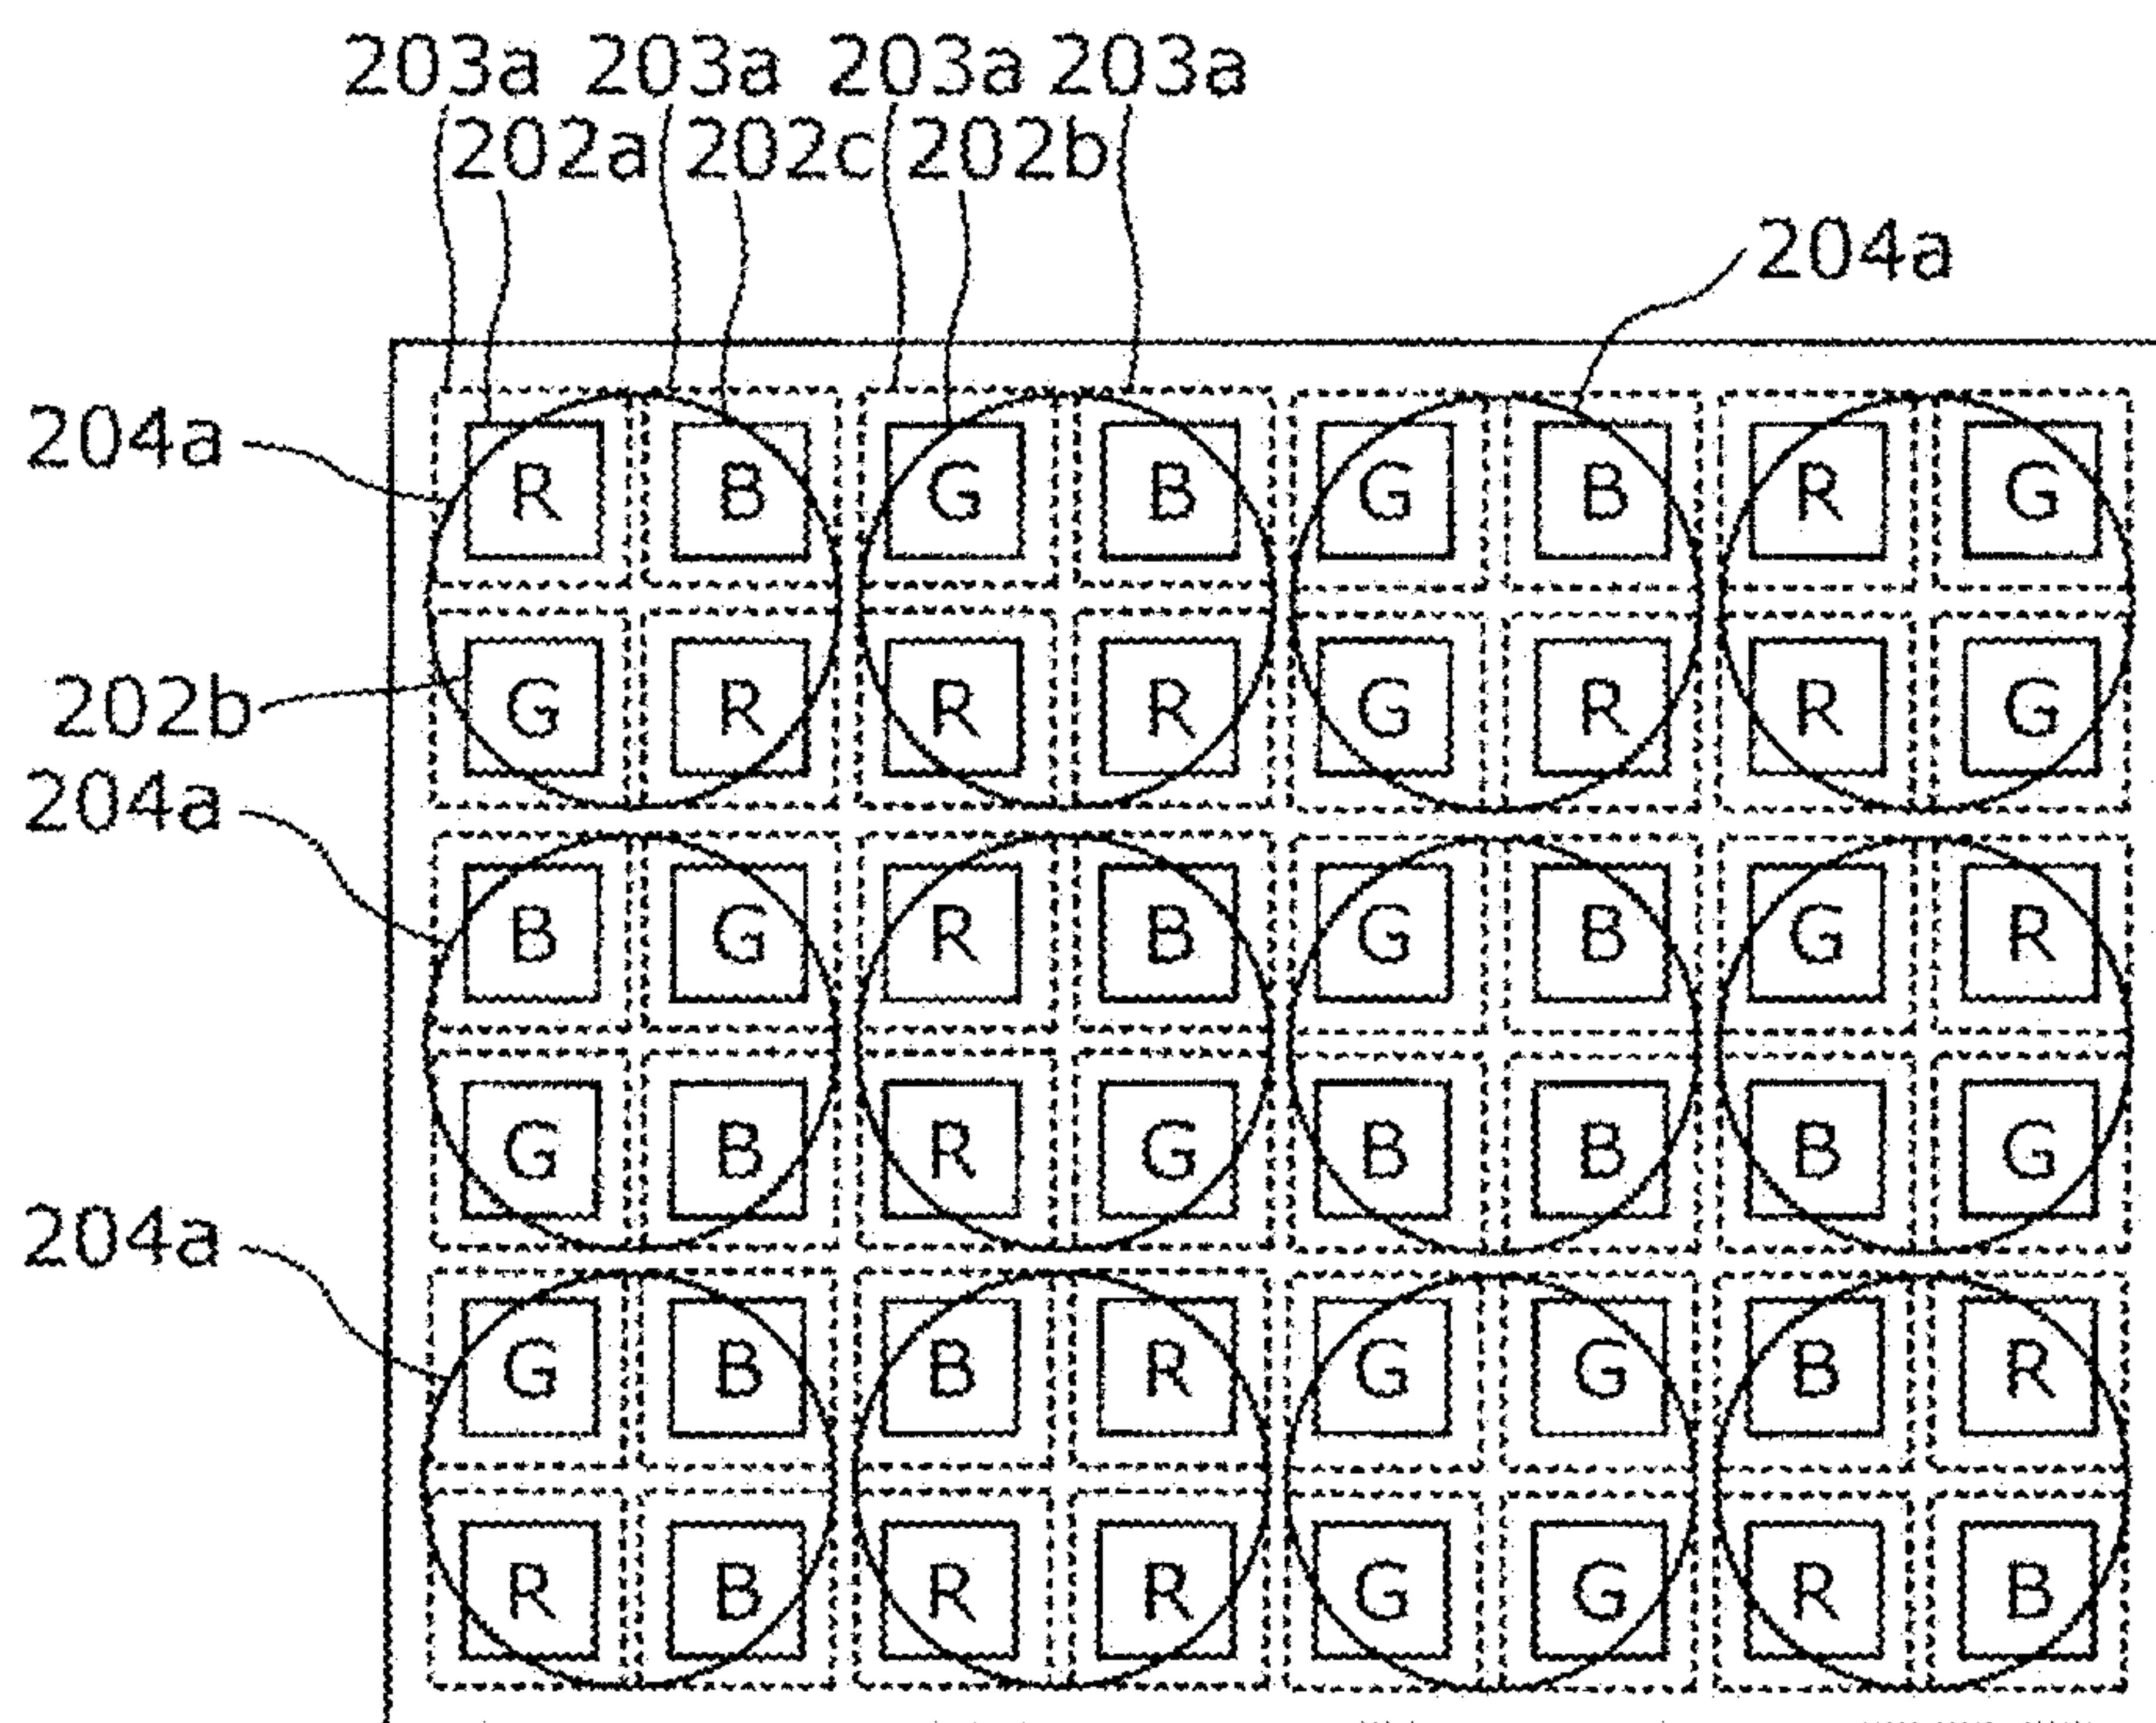 203a 203a 203a 203a
202a 202c 202b
204a
204a
R B G B G B R G
202b
G R R R G R R G
204a
B G R B G B G R
G B R G B B B G
204a
G B B R G G B R
R B R R G G R B